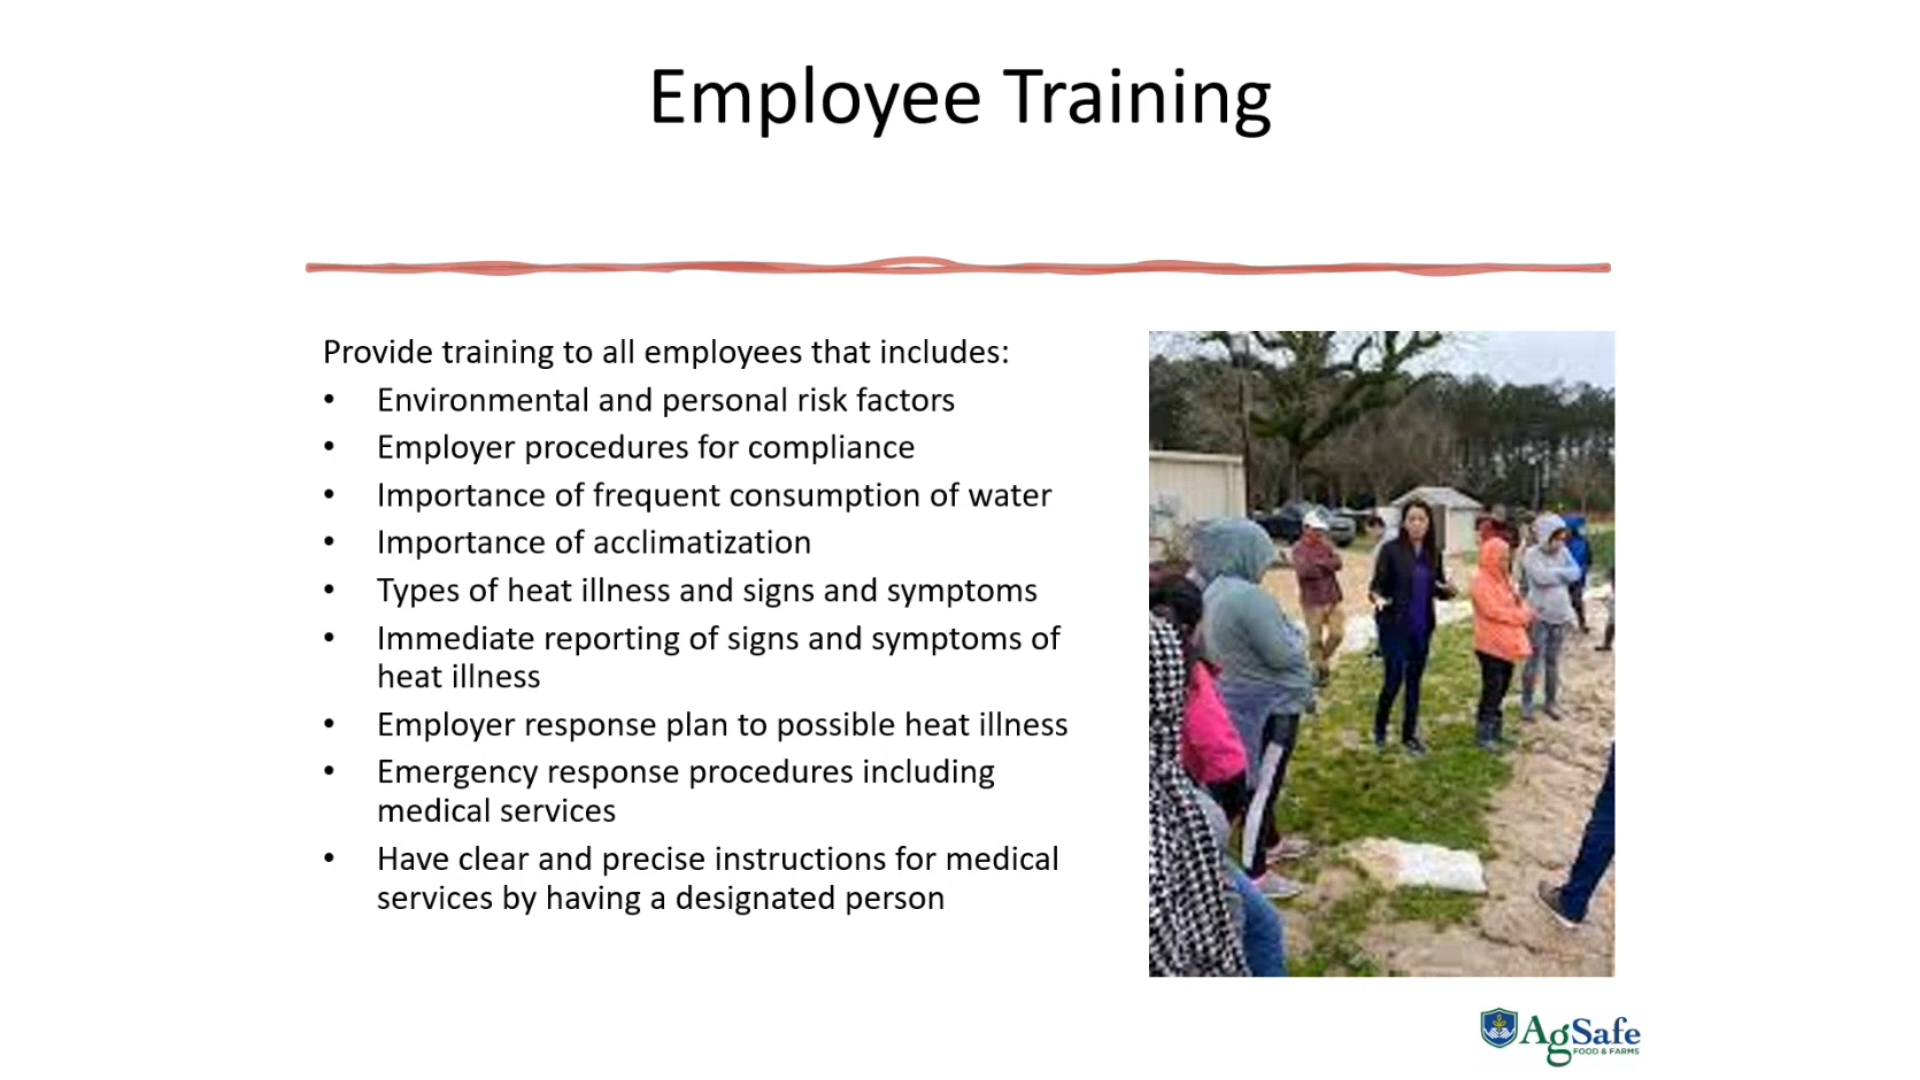 Employee Training
Provide training to all employees that includes:
• Environmental and personal risk factors
• Employer procedures for compliance
• Importance of frequent consumption of water
• Importance of acclimatization
• Types of heat illness and signs and symptoms
• Immediate reporting of signs and symptoms of
heat illness
• Employer response plan to possible heat illness
• Emergency response procedures including
medical services
• Have clear and precise instructions for medical
services by having a designated person
AgSafe
FOOD & FARMS